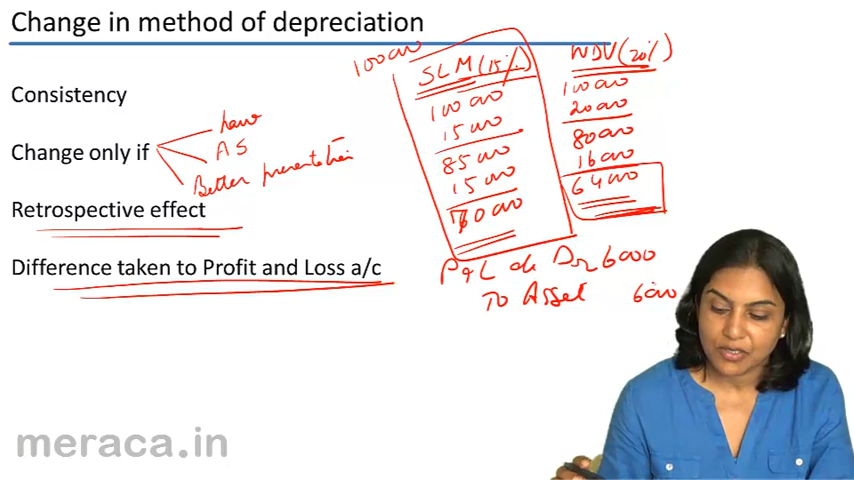 Change in method of depreciation
Consistency
Change only if
law
A S
Better presentation
Retrospective effect
Difference taken to Profit and Loss a/c
100000
SLM (15%)
100000
15000
85000
15000
70000
WDV (20%)
100000
20000
80000
16000
64000
P & L a/c Dr 6000
To Asset 6000
meraca.in